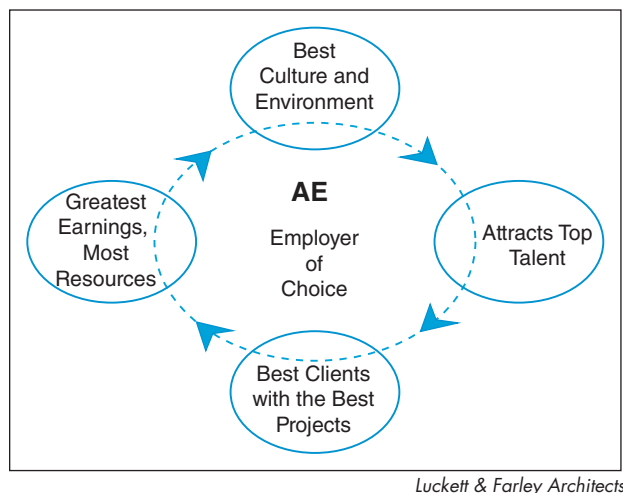 Best
Culture and
Environment
AE
Employer
of
Choice
Greatest
Earnings,
Most
Resources
Attracts Top
Talent
Best Clients
with the Best
Projects
Luckett & Farley Architects